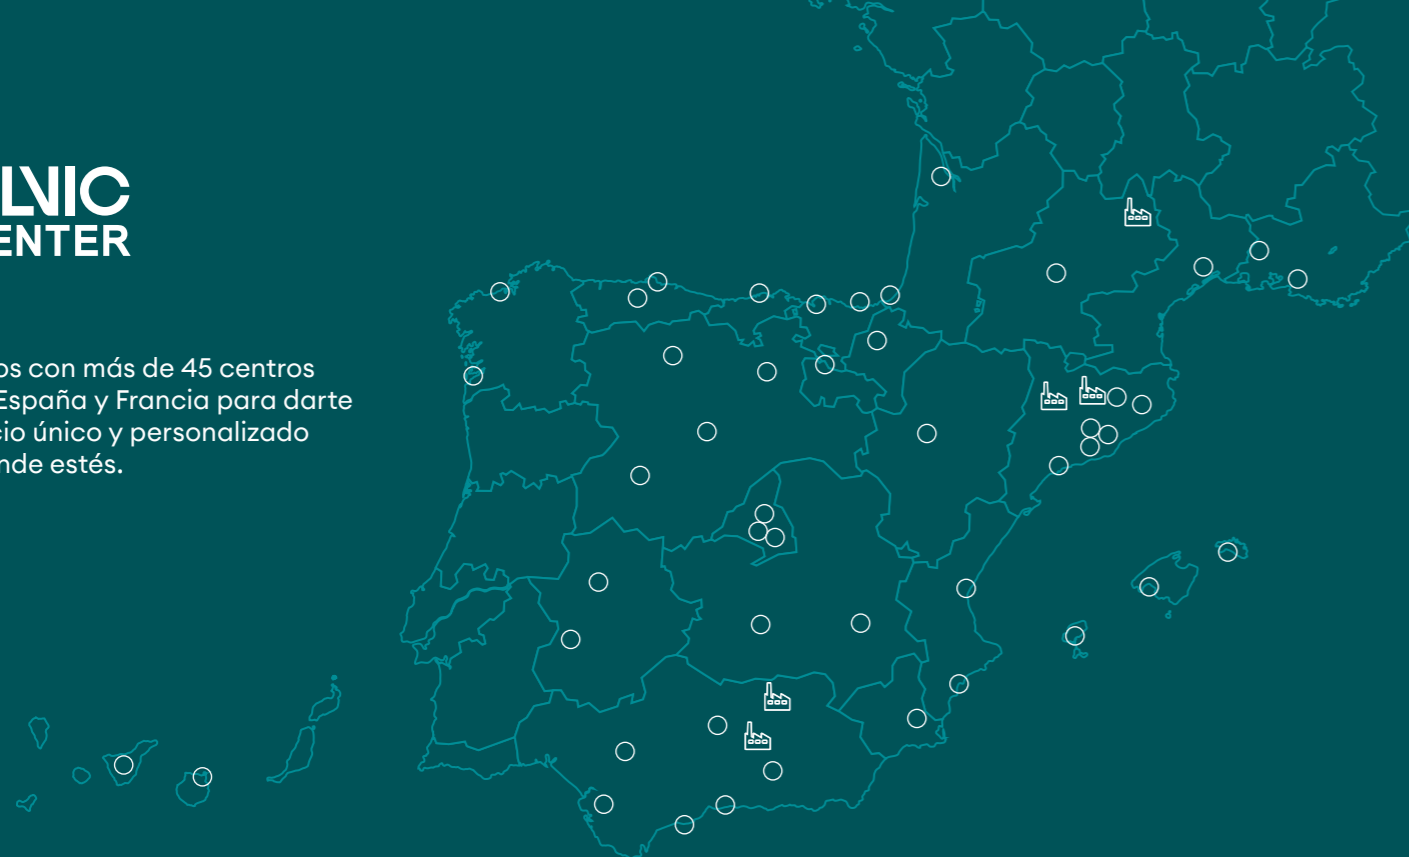 LVIC
ENTER
os con más de 45 centros
España y Francia para darte
cio único y personalizado
nde estés.